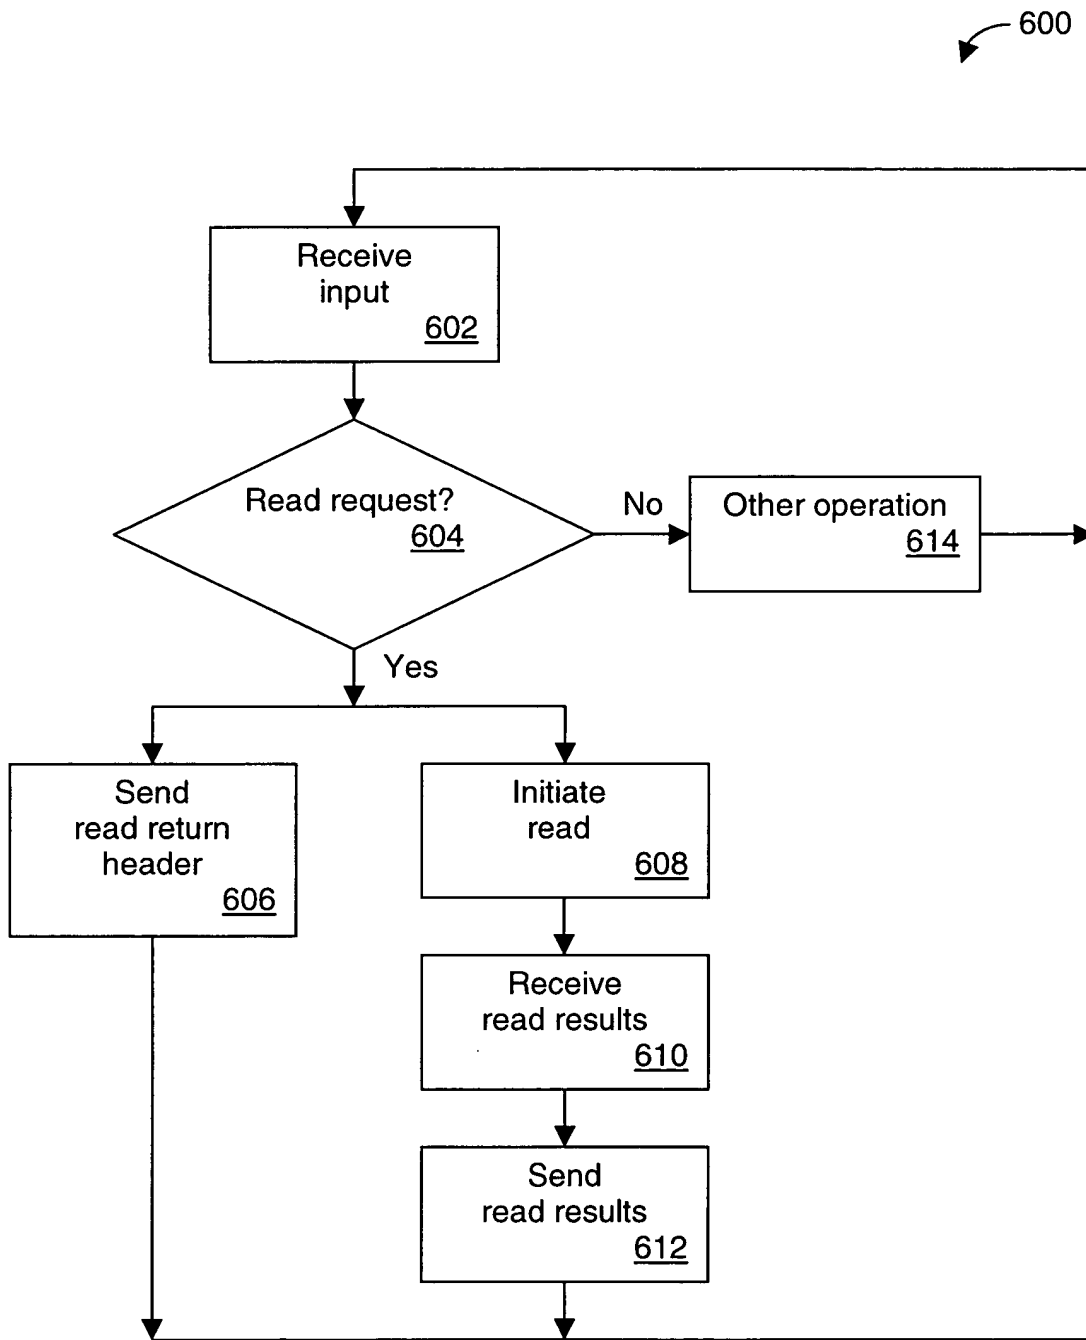 600
Receive
input
602
Read request?
604
No
Other operation
614
Yes
Send
read return
header
606
Initiate
read
608
Receive
read results
610
Send
read results
612